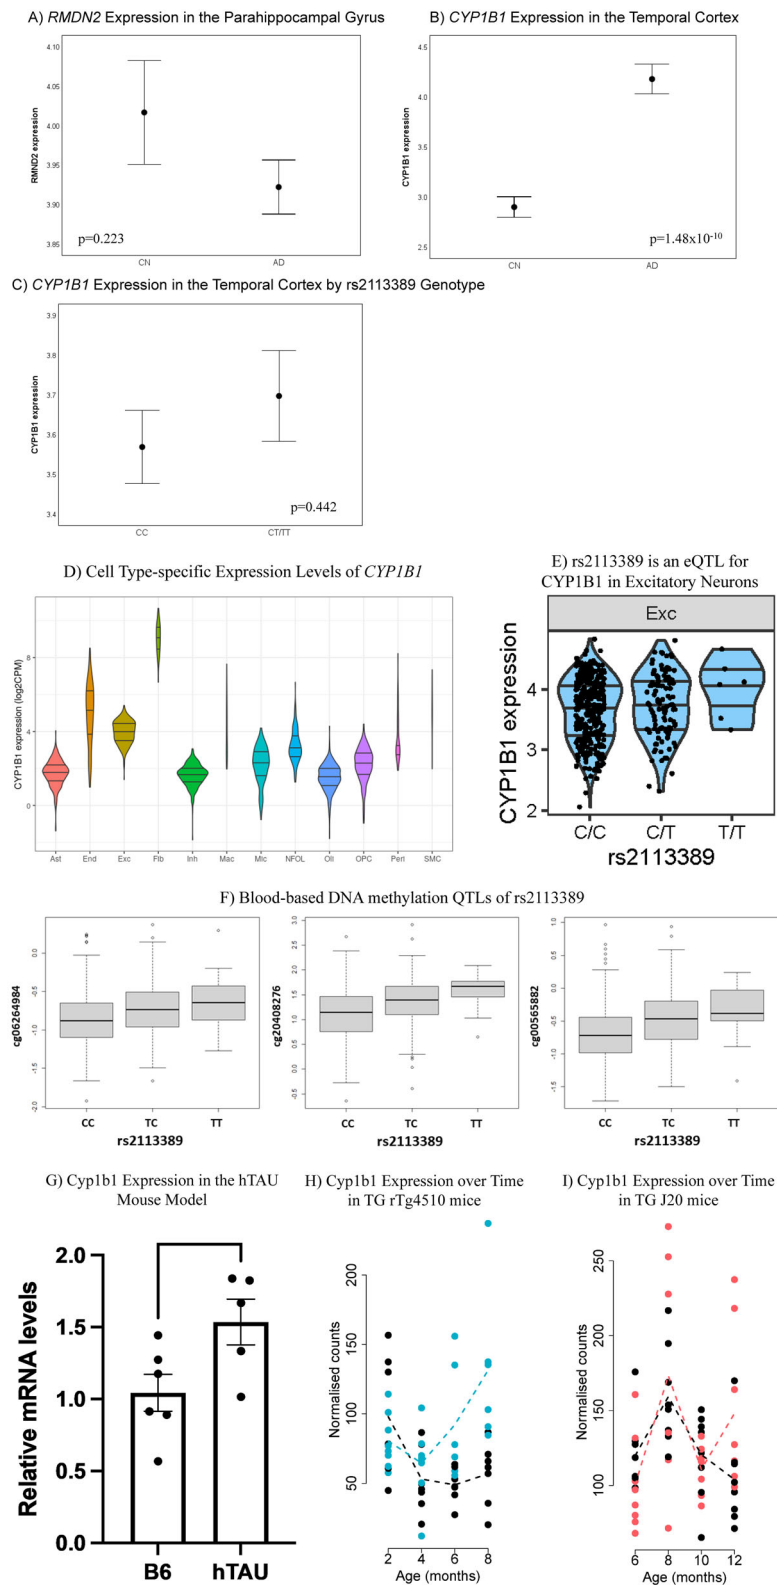 A) RMDN2 Expression in the Parahippocampal Gyrus
4.10
4.05
4.00
3.95
3.90
3.85
RMND2 expression
p=0.223
CN
AD
B) CYP1B1 Expression in the Temporal Cortex
4.5
4.0
3.5
3.0
2.5
CYP1B1 expression
p=1.48x10⁻¹⁰
CN
AD
C) CYP1B1 Expression in the Temporal Cortex by rs2113389 Genotype
3.9
3.8
3.7
3.6
3.5
3.4
CYP1B1 expression
p=0.442
CC
CT/TT
D) Cell Type-specific Expression Levels of CYP1B1
CYP1B1 expression (log2CPM)
8
4
0
Ast
End
Exc
Fib
Inh
Mac
Mic
NFOL
Oli
OPC
Peri
SMC
E) rs2113389 is an eQTL for
CYP1B1 in Excitatory Neurons
Exc
CYP1B1 expression
4
3
2
C/C
C/T
T/T
rs2113389
F) Blood-based DNA methylation QTLs of rs2113389
cg06264984
0.0
-0.5
-1.0
-1.5
-2.0
CC
TC
TT
rs2113389
cg20408276
3.0
2.5
2.0
1.5
1.0
0.5
0.0
-0.5
CC
TC
TT
rs2113389
cg00565882
1.0
0.5
0.0
-0.5
-1.0
-1.5
CC
TC
TT
rs2113389
G) Cyp1b1 Expression in the hTAU
Mouse Model
Relative mRNA levels
2.0
1.5
1.0
0.5
0.0
B6
hTAU
H) Cyp1b1 Expression over Time
in TG rTg4510 mice
Normalised counts
200
150
100
50
2
4
6
8
Age (months)
I) Cyp1b1 Expression over Time
in TG J20 mice
Normalised counts
250
200
150
100
6
8
10
12
Age (months)